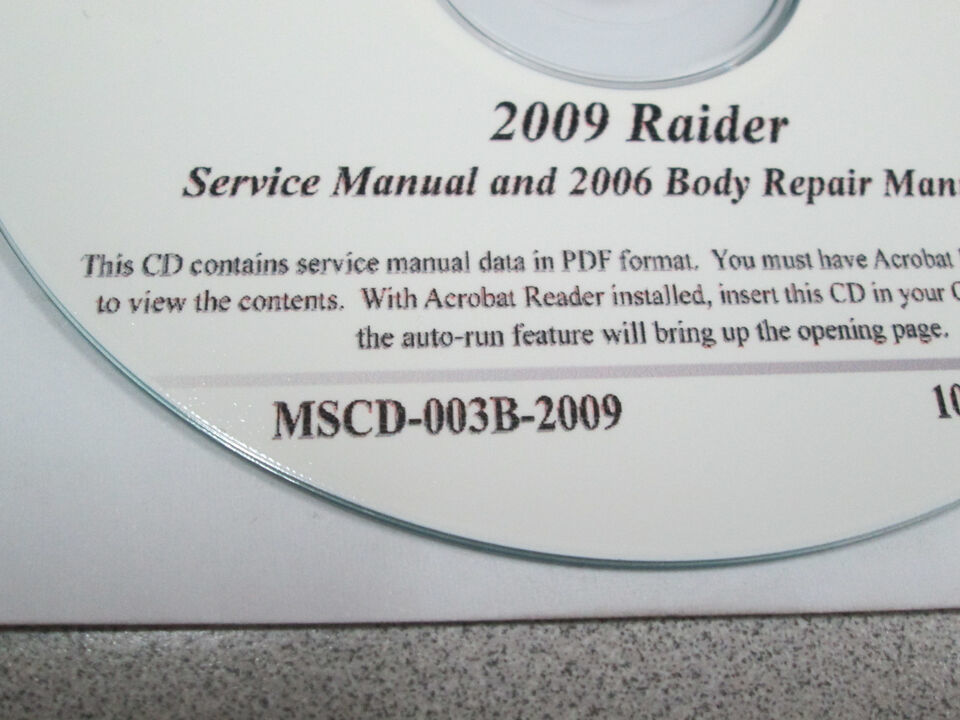 2009 Raider
Service Manual and 2006 Body Repair
This CD contains service manual data in PDF format. You must have Acrobat
to view the contents. With Acrobat Reader installed, insert this CD in your
the auto-run feature will bring up the opening page.
MSCD-003B-2009